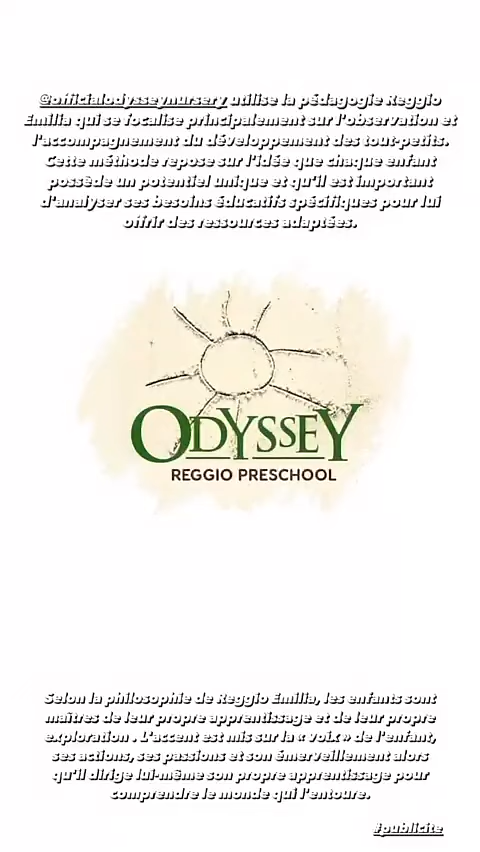 @officialodysseynursery utilise la pédagogie Reggio
Emilia qui se focalise principalement sur l'observation et
l'accompagnement du développement des tout-petits.
Cette méthode repose sur l'idée que chaque enfant
possède un potentiel unique et qu'il est important
d'analyser ses besoins éducatifs spécifiques pour lui
offrir des ressources adaptées.
ODYSSEY
REGGIO PRESCHOOL
Selon la philosophie de Reggio Emilia, les enfants sont
maîtres de leur propre apprentissage et de leur propre
exploration . L'accent est mis sur la « voix » de l'enfant,
ses actions, ses passions et son émerveillement alors
qu'il dirige lui-même son propre apprentissage pour
comprendre le monde qui l'entoure.
#publicite